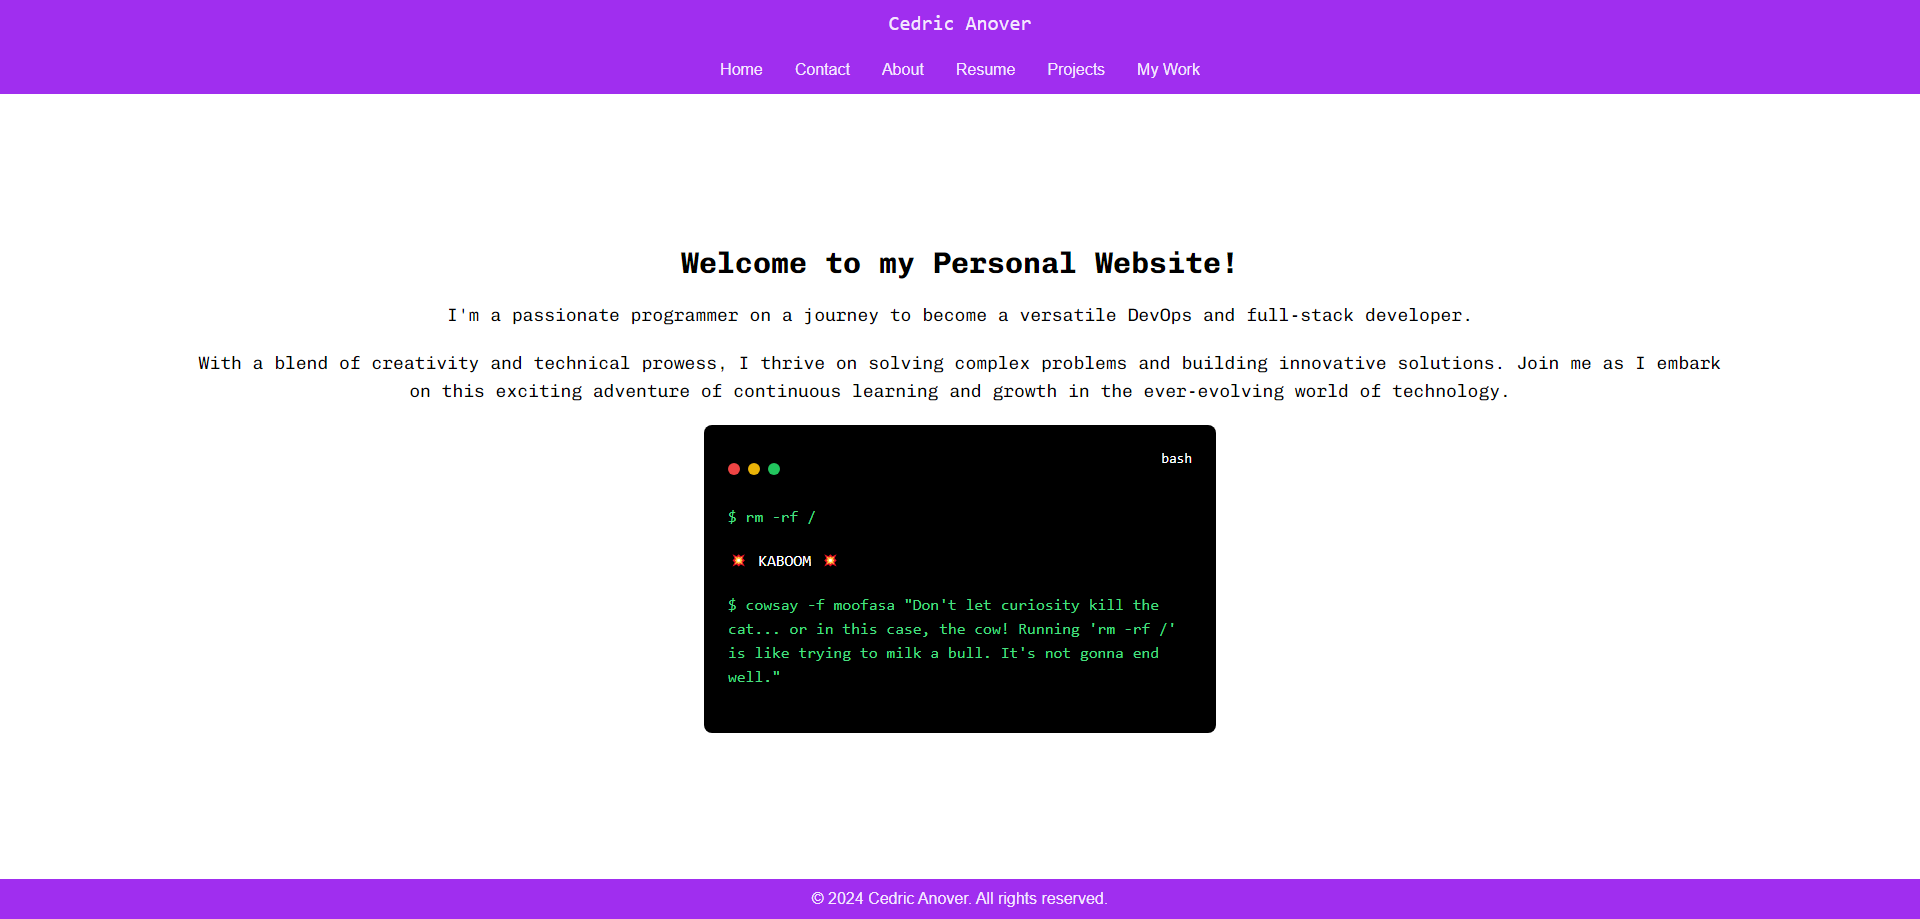 Cedric Anover
Home Contact About Resume Projects My Work
Welcome to my Personal Website!
I'm a passionate programmer on a journey to become a versatile DevOps and full-stack developer.
With a blend of creativity and technical prowess, I thrive on solving complex problems and building innovative solutions. Join me as I embark
on this exciting adventure of continuous learning and growth in the ever-evolving world of technology.
bash
$ rm -rf /
💥 KABOOM 💥
$ cowsay -f moofasa "Don't let curiosity kill the
cat... or in this case, the cow! Running 'rm -rf /'
is like trying to milk a bull. It's not gonna end
well."
© 2024 Cedric Anover. All rights reserved.